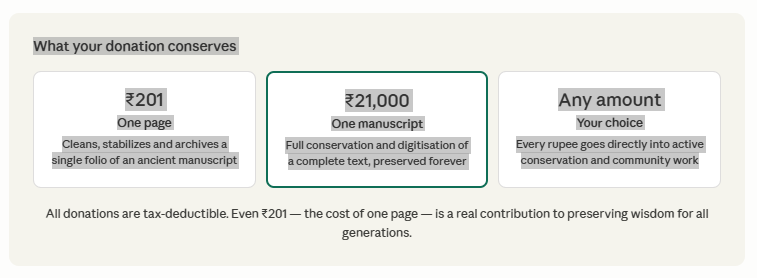 What your donation conserves
₹201
One page
Cleans, stabilizes and archives a
single folio of an ancient manuscript
₹21,000
One manuscript
Full conservation and digitisation of
a complete text, preserved forever
Any amount
Your choice
Every rupee goes directly into active
conservation and community work
All donations are tax-deductible. Even ₹201 — the cost of one page — is a real contribution to preserving wisdom for all
generations.